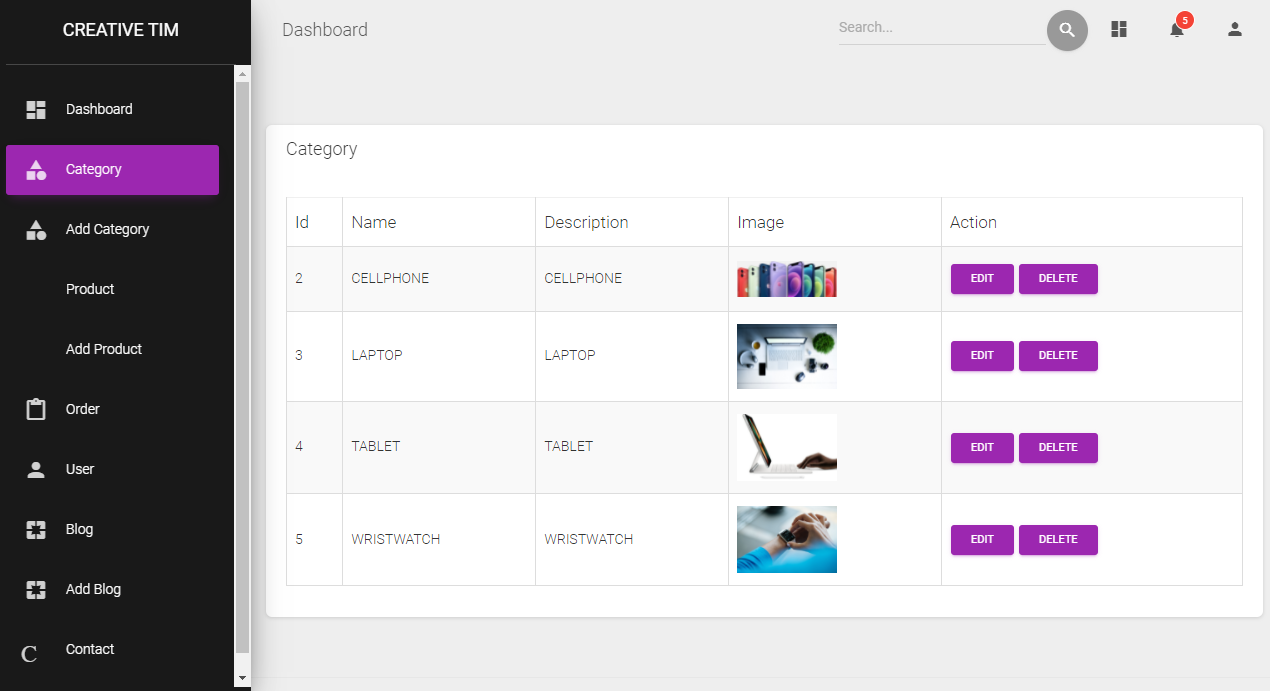 CREATIVE TIM
Dashboard
Category
Add Category
Product
Add Product
Order
User
Blog
Add Blog
C Contact
Dashboard
Search...
5
Category
Id Name Description Image Action
2 CELLPHONE CELLPHONE EDIT DELETE
3 LAPTOP LAPTOP EDIT DELETE
4 TABLET TABLET EDIT DELETE
5 WRISTWATCH WRISTWATCH EDIT DELETE